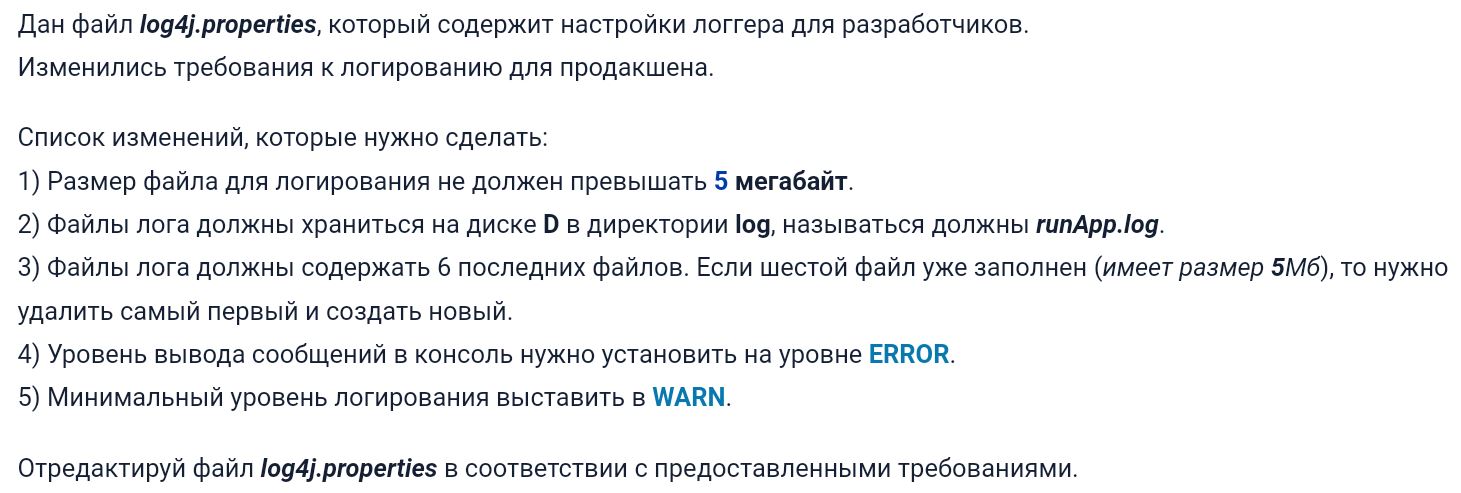 Дан файл log4j.properties, который содержит настройки логгера для разработчиков.
Изменились требования к логированию для продакшена.
Список изменений, которые нужно сделать:
1) Размер файла для логирования не должен превышать 5 мегабайт.
2) Файлы лога должны храниться на диске D в директории log, называться должны runApp.log.
3) Файлы лога должны содержать 6 последних файлов. Если шестой файл уже заполнен (имеет размер 5Мб), то нужно
удалить самый первый и создать новый.
4) Уровень вывода сообщений в консоль нужно установить на уровне ERROR.
5) Минимальный уровень логирования выставить в WARN.
Отредактируй файл log4j.properties в соответствии с предоставленными требованиями.